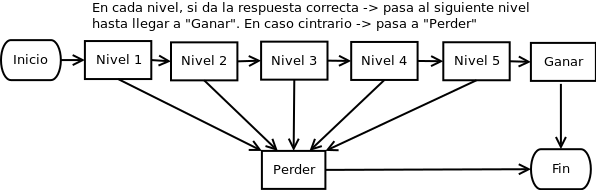 En cada nivel, si da la respuesta correcta -> pasa al siguiente nivel
hasta llegar a "Ganar". En caso cintrario -> pasa a "Perder"
Inicio
Nivel 1
Nivel 2
Nivel 3
Nivel 4
Nivel 5
Ganar
Perder
Fin